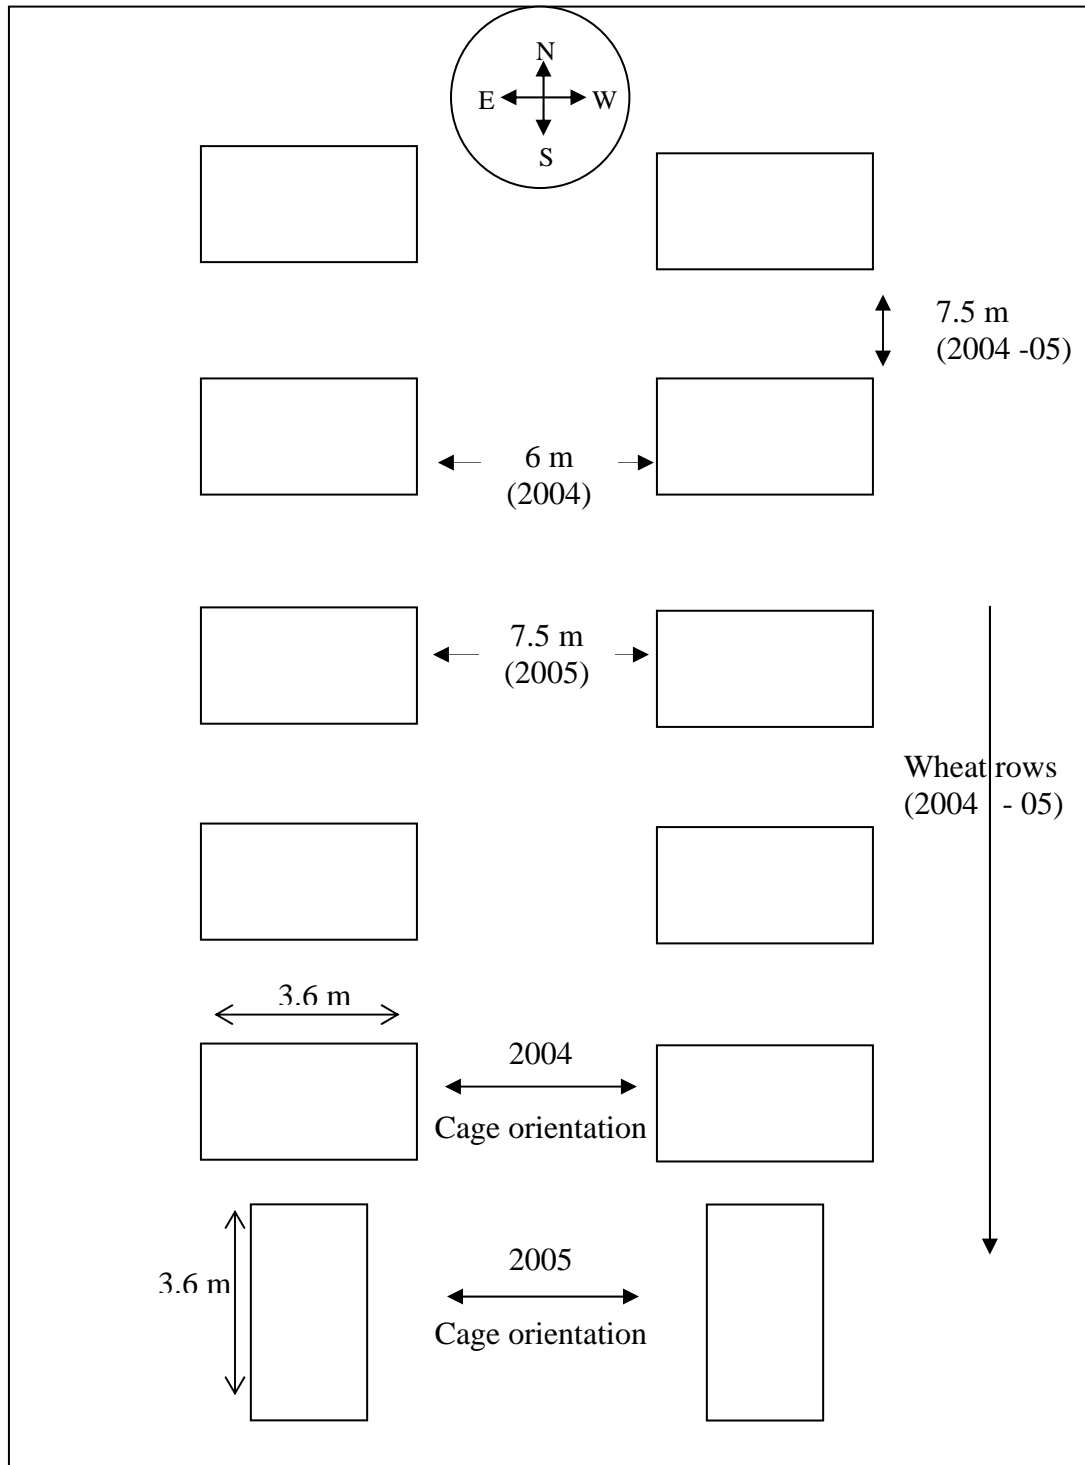 N
E W
S
7.5 m
(2004 -05)
6 m
(2004)
7.5 m
(2005)
Wheat rows
(2004 - 05)
3.6 m
2004
Cage orientation
2005
3.6 m
Cage orientation